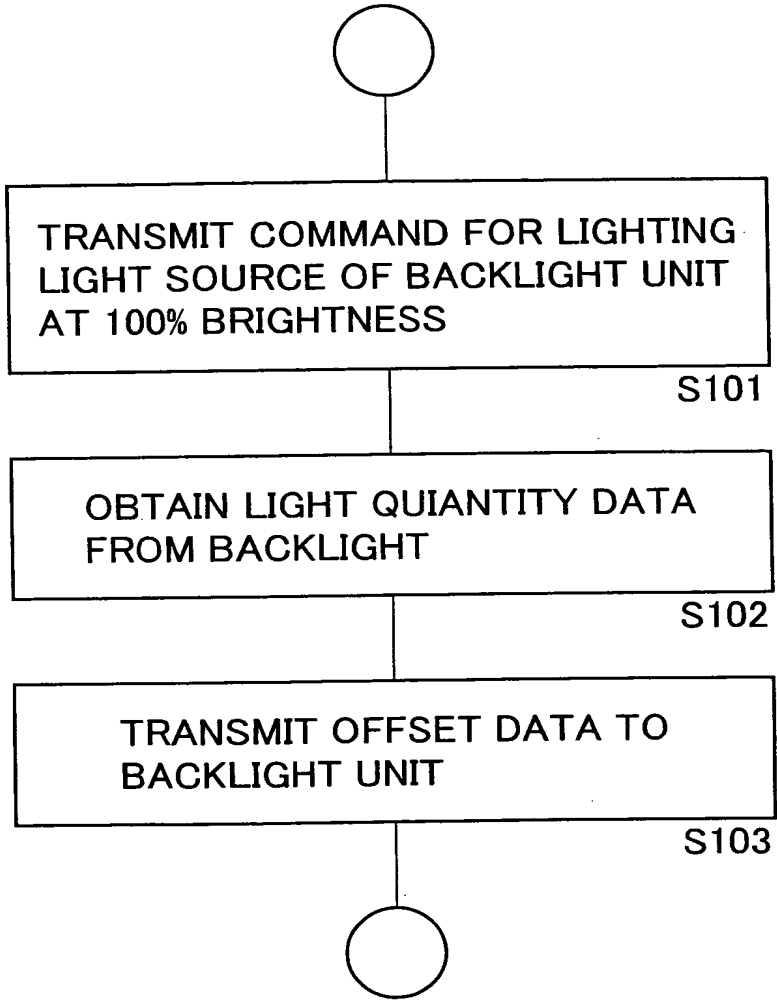 TRANSMIT COMMAND FOR LIGHTING
LIGHT SOURCE OF BACKLIGHT UNIT
AT 100% BRIGHTNESS
S101
OBTAIN LIGHT QUIANTITY DATA
FROM BACKLIGHT
S102
TRANSMIT OFFSET DATA TO
BACKLIGHT UNIT
S103